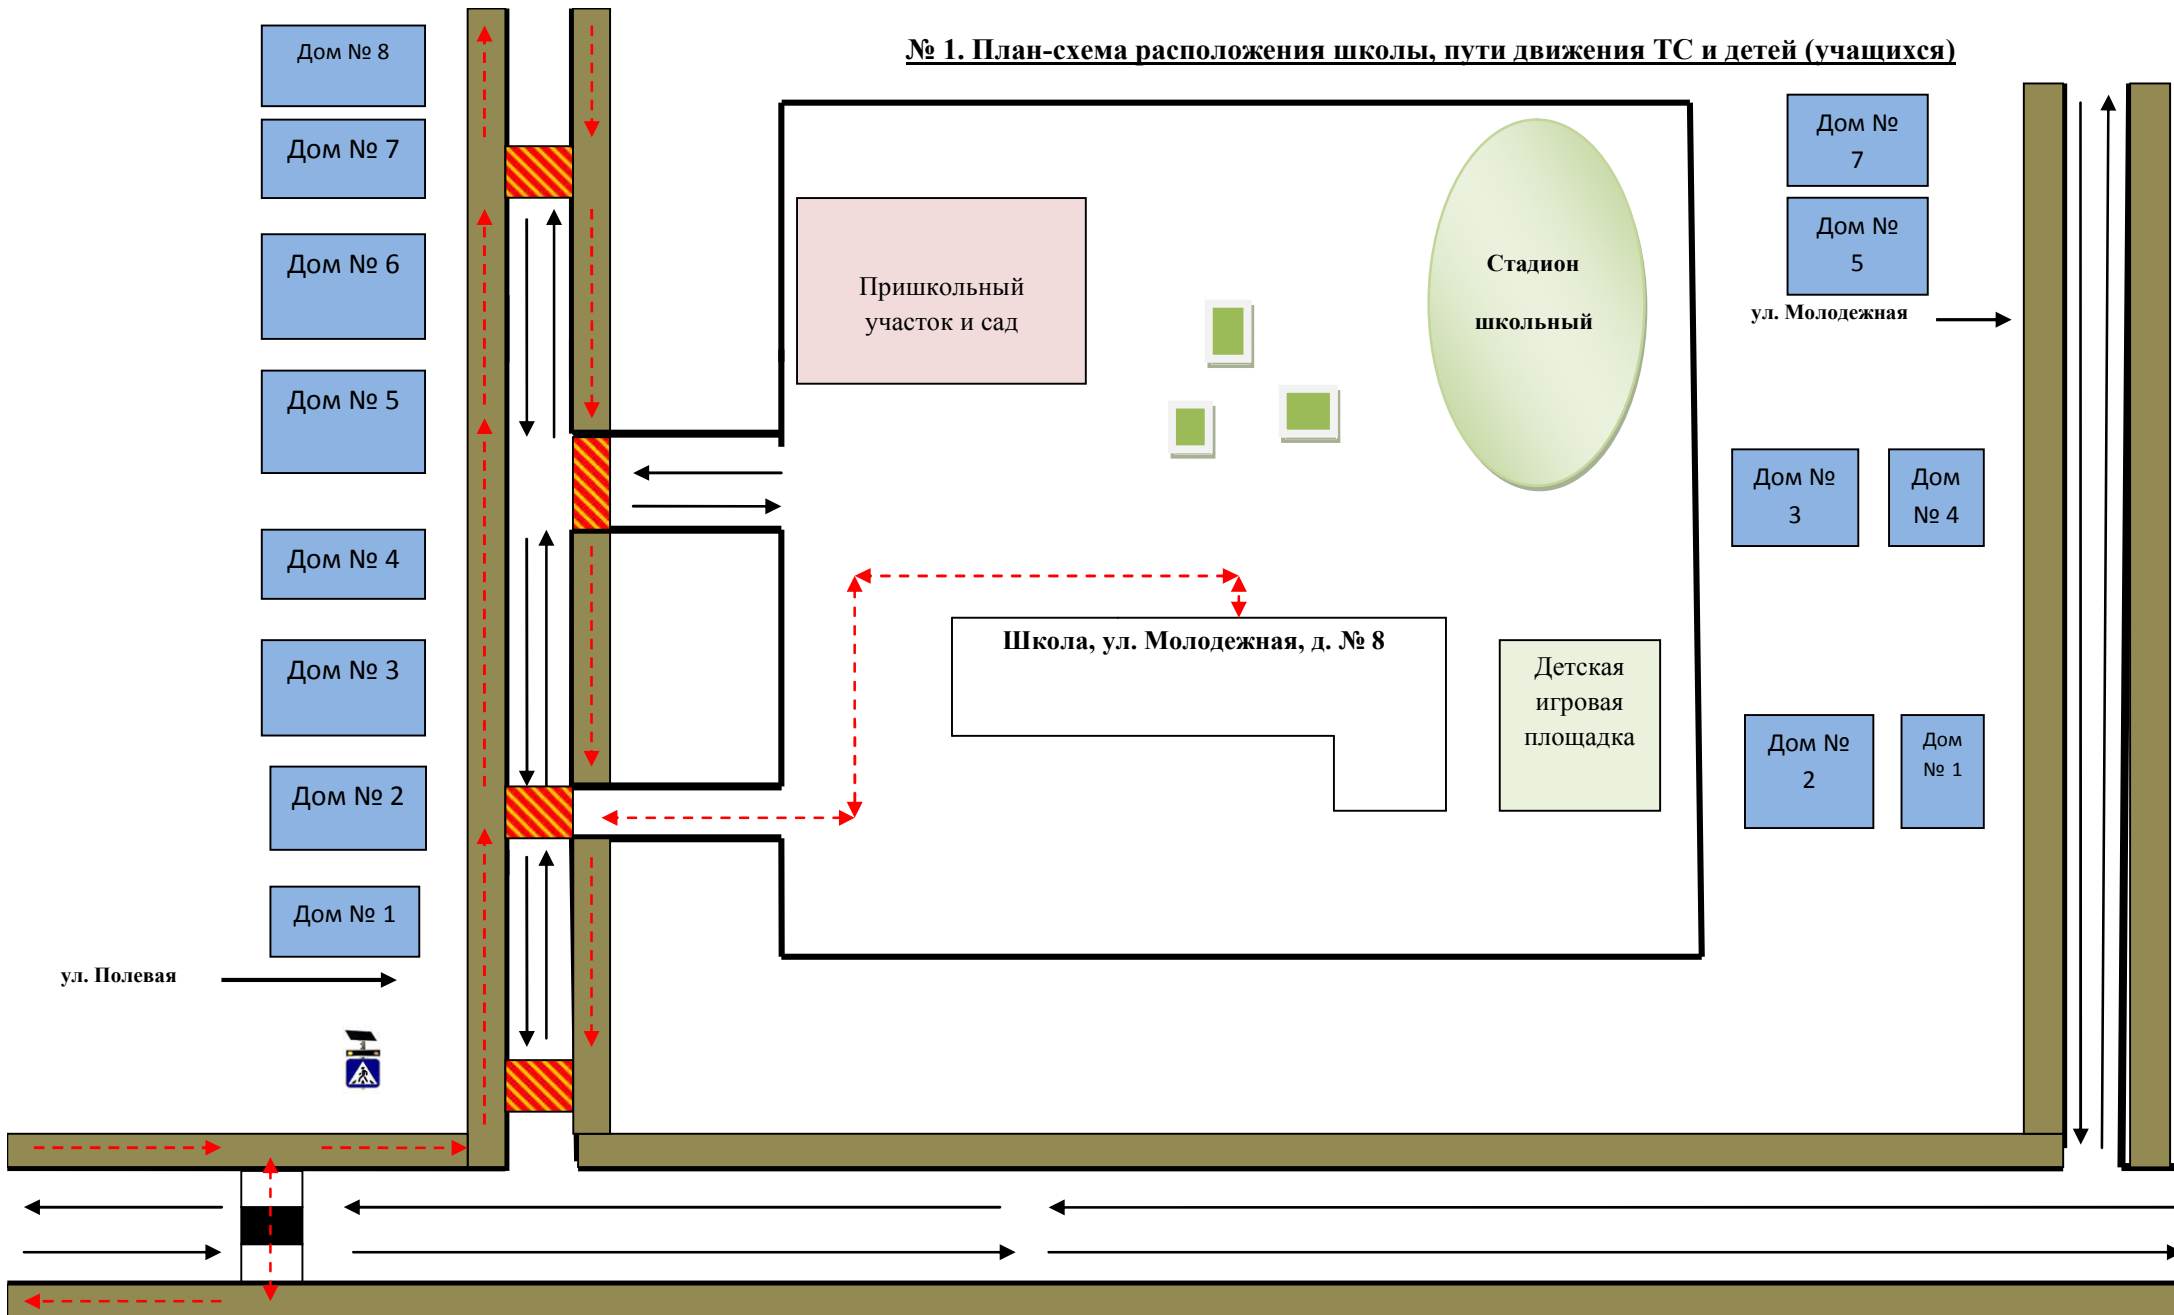 № 1. План-схема расположения школы, пути движения ТС и детей (учащихся)
Дом № 8
Дом № 7
Дом № 6
Дом № 5
Дом № 4
Дом № 3
Дом № 2
Дом № 1
ул. Полевая
Пришкольный
участок и сад
Стадион
школьный
Школа, ул. Молодежная, д. № 8
Детская
игровая
площадка
Дом №
7
Дом №
5
ул. Молодежная
Дом №
3
Дом
№ 4
Дом №
2
Дом
№ 1